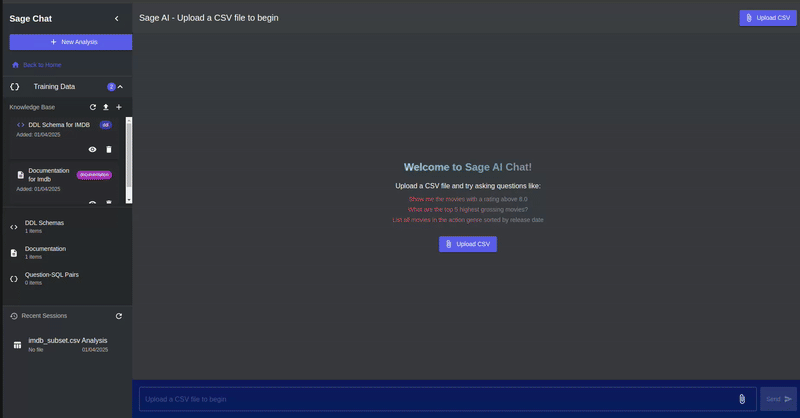 Sage Chat
New Analysis
Back to Home
Training Data
2
Knowledge Base
DDL Schema for IMDB
ddl
Added: 01/04/2025
Documentation
for Imdb
documentation
Added: 01/04/2025
DDL Schemas
1 items
Documentation
1 items
Question-SQL Pairs
0 items
Recent Sessions
imdb_subset.csv Analysis
No file
01/04/2025
Sage AI - Upload a CSV file to begin
Upload CSV
Welcome to Sage AI Chat!
Upload a CSV file and try asking questions like:
Show me the movies with a rating above 8.0
What are the top 5 highest grossing movies?
List all movies in the action genre sorted by release date
Upload CSV
Upload a CSV file to begin
Send